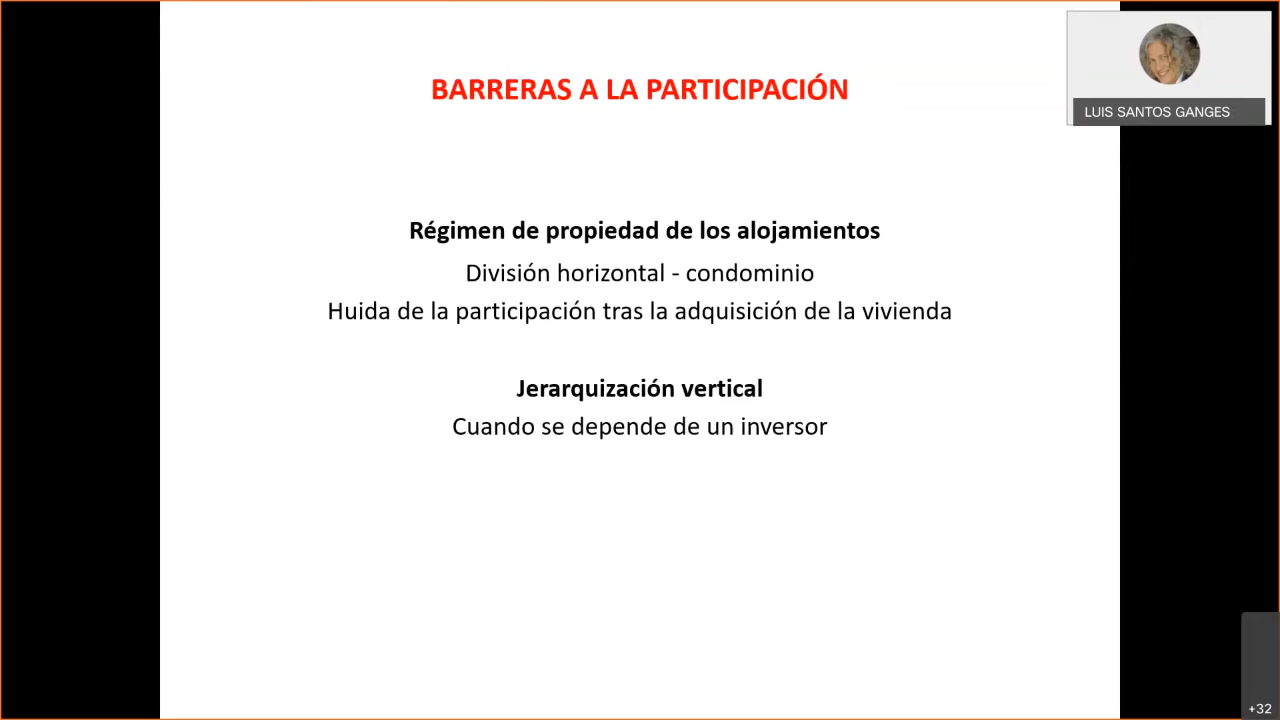 BARRERAS A LA PARTICIPACIÓN
LUIS SANTOS GANGES
Régimen de propiedad de los alojamientos
División horizontal - condominio
Huida de la participación tras la adquisición de la vivienda
Jerarquización vertical
Cuando se depende de un inversor
+32